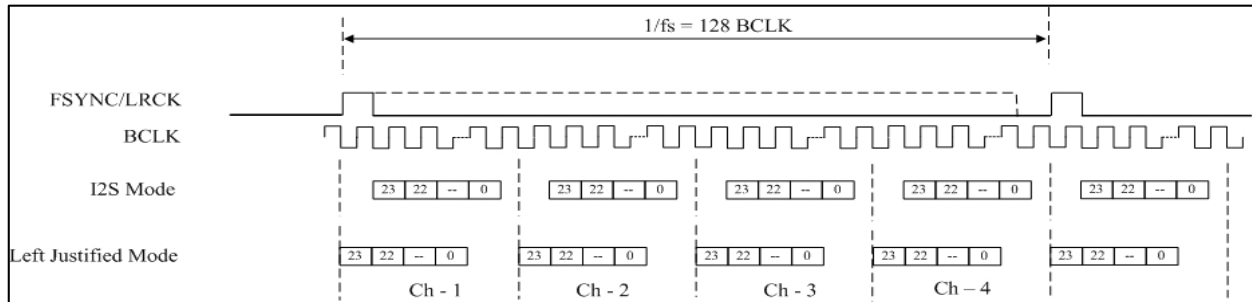 1/fs = 128 BCLK
FSYNC/LRCK
BCLK
I2S Mode
23 22 -- 0 23 22 -- 0 23 22 -- 0 23 22 -- 0 23 22 -- 0
Left Justified Mode
23 22 -- 0 23 22 -- 0 23 22 -- 0 23 22 -- 0 23 22 -- 0
Ch - 1 Ch - 2 Ch - 3 Ch – 4